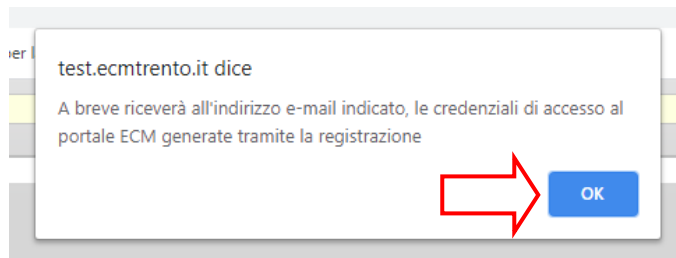 per l
test.ecmtrento.it dice
A breve riceverà all'indirizzo e-mail indicato, le credenziali di accesso al
portale ECM generate tramite la registrazione
OK